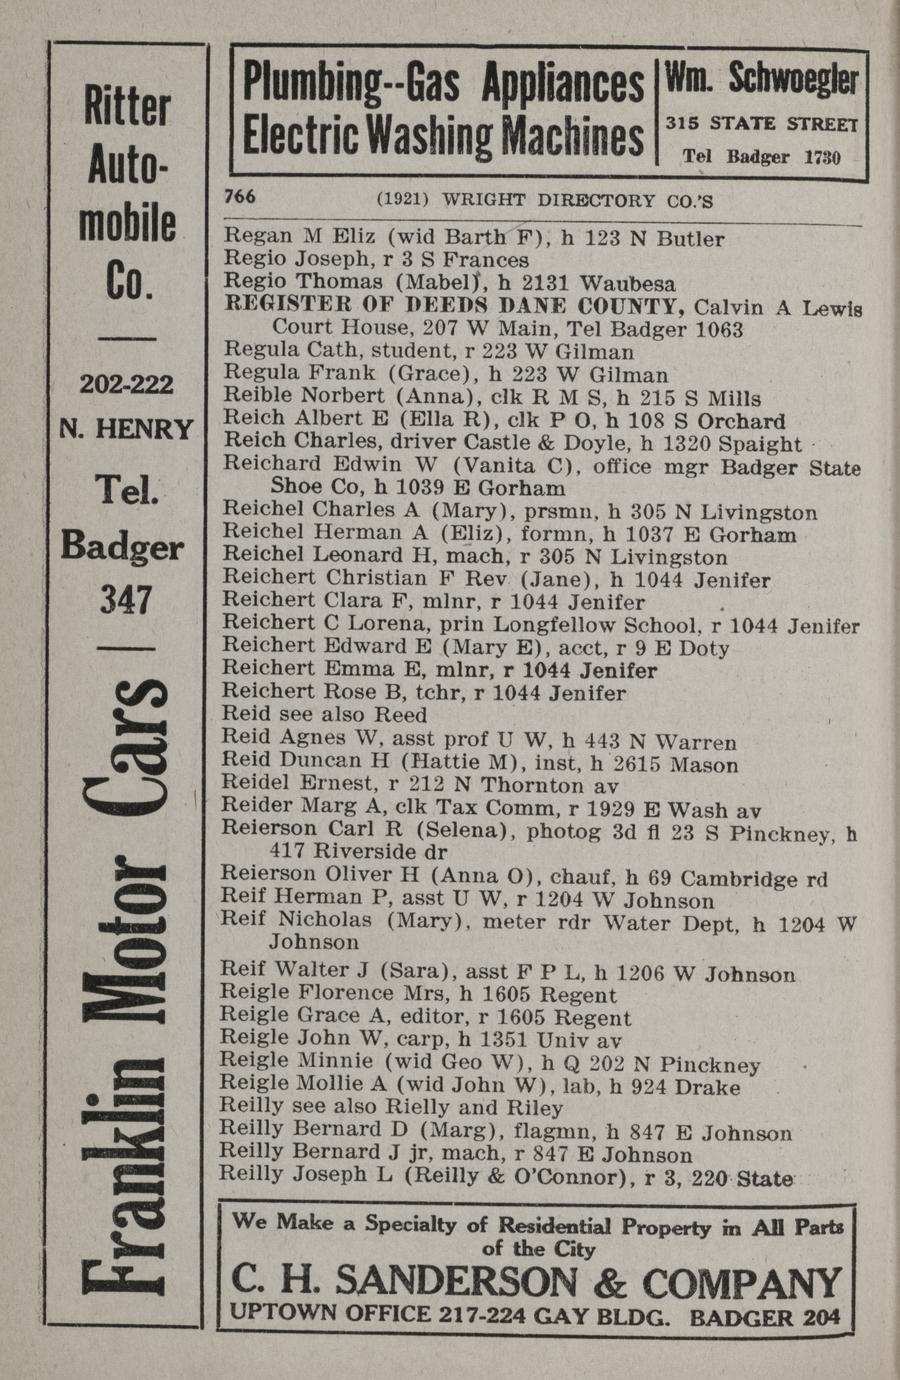 Ritter
Auto-
mobile
Co.
202-222
N. HENRY
Tel.
Badger
347
Franklin Motor Cars
Plumbing--Gas Appliances
Electric Washing Machines
Wm. Schwoegler
315 STATE STREET
Tel Badger 1730
766 (1921) WRIGHT DIRECTORY CO.'S
Regan M Eliz (wid Barth F), h 123 N Butler
Regio Joseph, r 3 S Frances
Regio Thomas (Mabel), h 2131 Waubesa
REGISTER OF DEEDS DANE COUNTY, Calvin A Lewis
Court House, 207 W Main, Tel Badger 1063
Regula Cath, student, r 223 W Gilman
Regula Frank (Grace), h 223 W Gilman
Reible Norbert (Anna), clk R M S, h 215 S Mills
Reich Albert E (Ella R), clk P O, h 108 S Orchard
Reich Charles, driver Castle & Doyle, h 1320 Spaight
Reichard Edwin W (Vanita C), office mgr Badger State
Shoe Co, h 1039 E Gorham
Reichel Charles A (Mary), prsmn, h 305 N Livingston
Reichel Herman A (Eliz), formn, h 1037 E Gorham
Reichel Leonard H, mach, r 305 N Livingston
Reichert Christian F Rev (Jane), h 1044 Jenifer
Reichert Clara F, mlnr, r 1044 Jenifer
Reichert C Lorena, prin Longfellow School, r 1044 Jenifer
Reichert Edward E (Mary E), acct, r 9 E Doty
Reichert Emma E, mlnr, r 1044 Jenifer
Reichert Rose B, tchr, r 1044 Jenifer
Reid see also Reed
Reid Agnes W, asst prof U W, h 443 N Warren
Reid Duncan H (Hattie M), inst, h 2615 Mason
Reidel Ernest, r 212 N Thornton av
Reider Marg A, clk Tax Comm, r 1929 E Wash av
Reierson Carl R (Selena), photog 3d fl 23 S Pinckney, h
417 Riverside dr
Reierson Oliver H (Anna O), chauf, h 69 Cambridge rd
Reif Herman P, asst U W, r 1204 W Johnson
Reif Nicholas (Mary), meter rdr Water Dept, h 1204 W
Johnson
Reif Walter J (Sara), asst F P L, h 1206 W Johnson
Reigle Florence Mrs, h 1605 Regent
Reigle Grace A, editor, r 1605 Regent
Reigle John W, carp, h 1351 Univ av
Reigle Minnie (wid Geo W), h Q 202 N Pinckney
Reigle Mollie A (wid John W), lab, h 924 Drake
Reilly see also Rielly and Riley
Reilly Bernard D (Marg), flagmn, h 847 E Johnson
Reilly Bernard J jr, mach, r 847 E Johnson
Reilly Joseph L (Reilly & O'Connor), r 3, 220 State
We Make a Specialty of Residential Property in All Parts
of the City
C. H. SANDERSON & COMPANY
UPTOWN OFFICE 217-224 GAY BLDG. BADGER 204